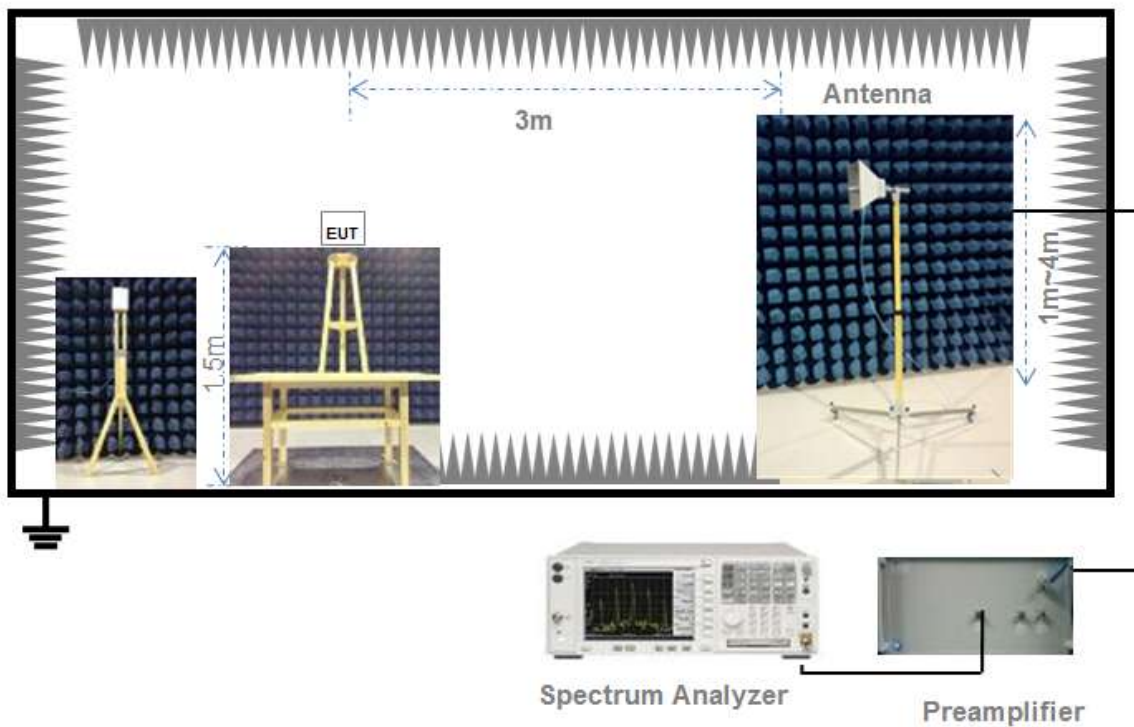 Antenna
3m
EUT
1.5m
1m~4m
Spectrum Analyzer
Preamplifier